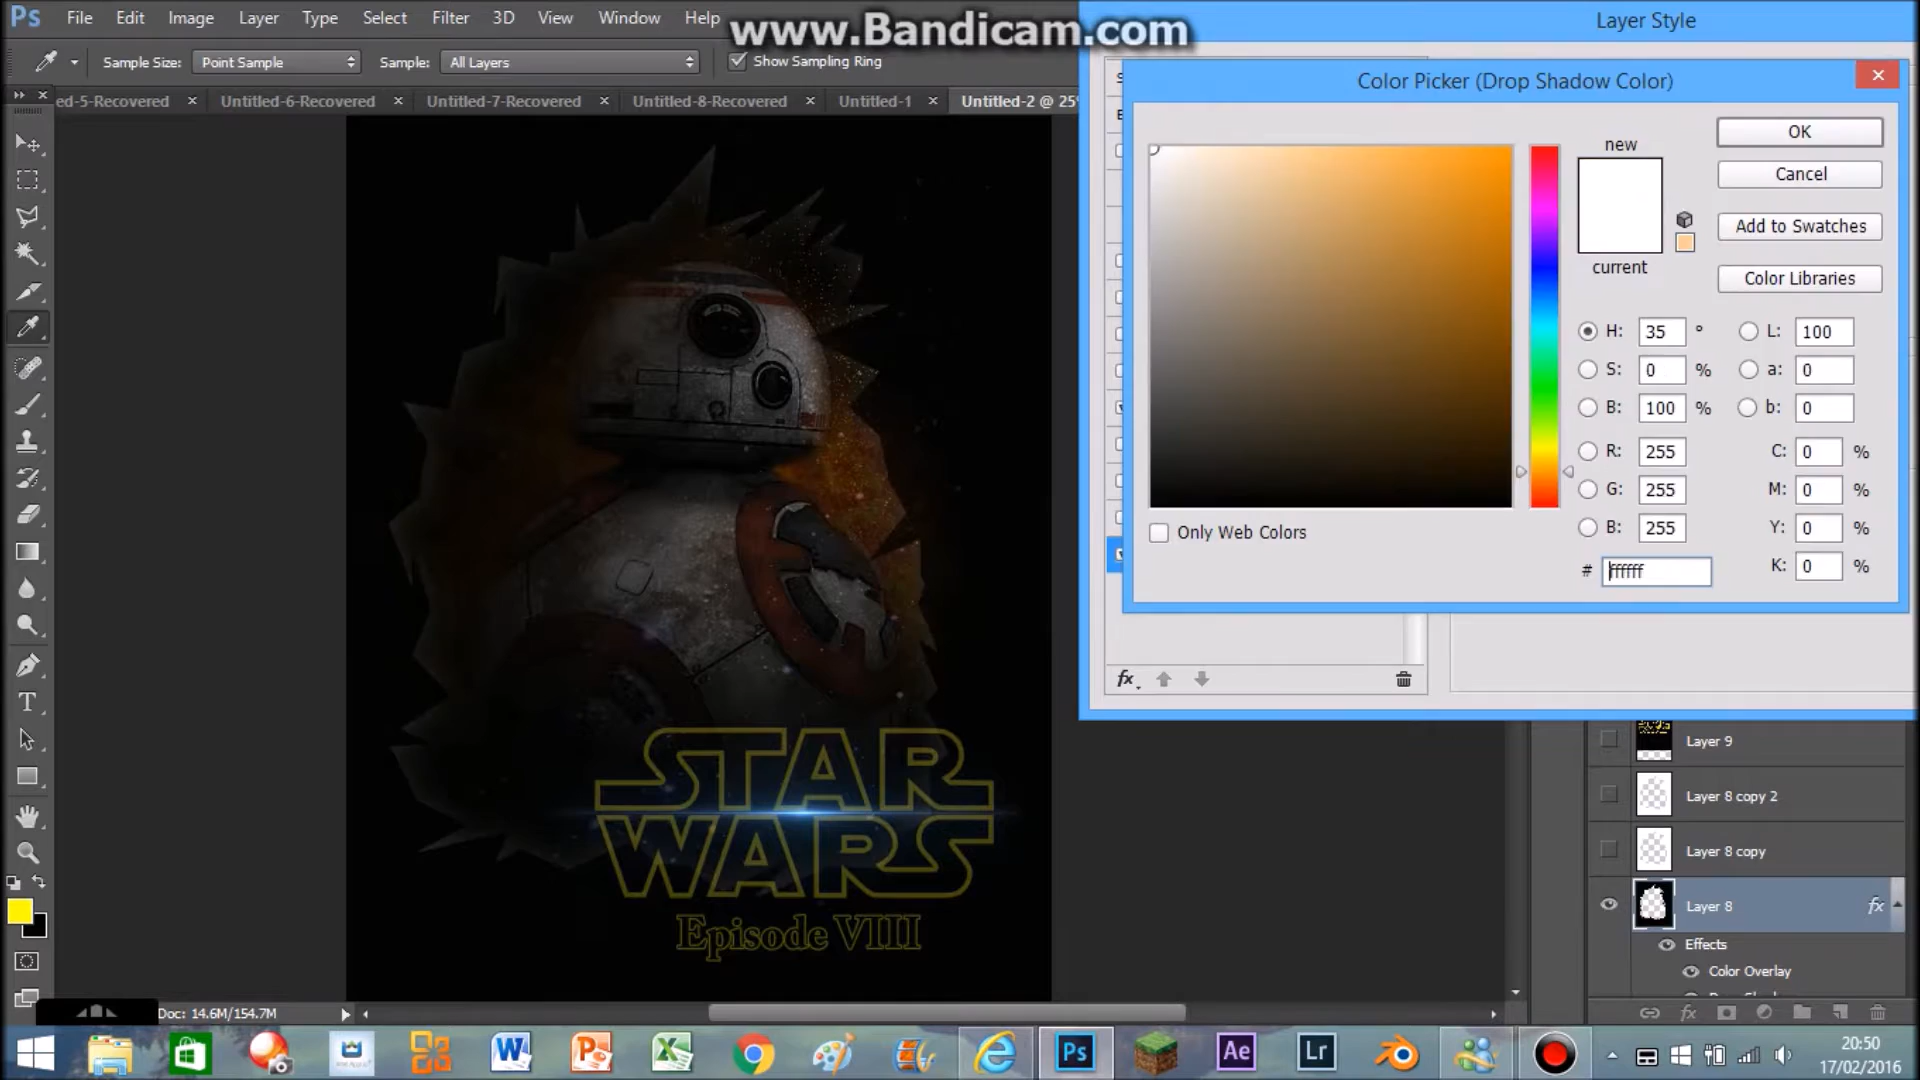 Ps File Edit Image Layer Type Select Filter 3D View Window Help
www.Bandicam.com
Layer Style
Sample Size: Point Sample Sample: All Layers Show Sampling Ring
ed-5-Recovered × Untitled-6-Recovered × Untitled-7-Recovered × Untitled-8-Recovered × Untitled-1 × Untitled-2 @ 25%
Color Picker (Drop Shadow Color)
new
OK
Cancel
Add to Swatches
current
Color Libraries
H: 35 ° L: 100
S: 0 % a: 0
B: 100 % b: 0
R: 255 C: 0 %
G: 255 M: 0 %
Only Web Colors
B: 255 Y: 0 %
# ffffff K: 0 %
fx
STAR
WARS
Episode VIII
Layer 9
Layer 8 copy 2
Layer 8 copy
Layer 8 fx
Effects
Color Overlay
Doc: 14.6M/154.7M
Ps Ae Lr
20:50
17/02/2016